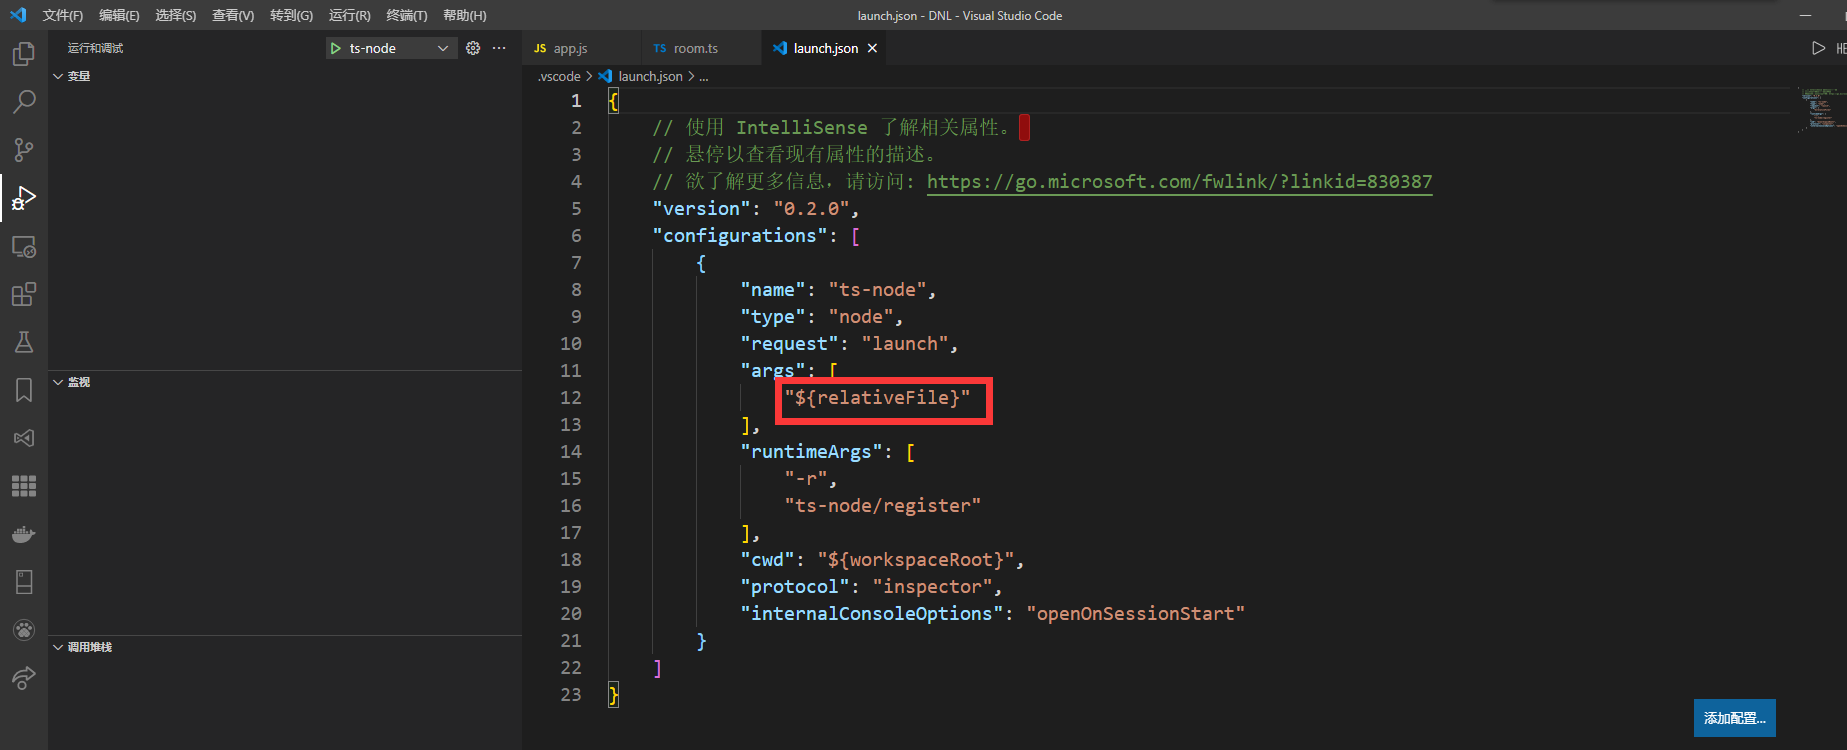 文件(F) 编辑(E) 选择(S) 查看(V) 转到(G) 运行(R) 终端(T) 帮助(H) launch.json - DNL - Visual Studio Code
运行和调试 ts-node JS app.js TS room.ts launch.json
变量
.vscode > launch.json > ...
1 {
2 // 使用 IntelliSense 了解相关属性。
3 // 悬停以查看现有属性的描述。
4 // 欲了解更多信息，请访问: https://go.microsoft.com/fwlink/?linkid=830387
5 "version": "0.2.0",
6 "configurations": [
7 {
8 "name": "ts-node",
9 "type": "node",
10 "request": "launch",
11 "args": [
监视
12 "${relativeFile}"
13 ],
14 "runtimeArgs": [
15 "-r",
16 "ts-node/register"
17 ],
18 "cwd": "${workspaceRoot}",
19 "protocol": "inspector",
20 "internalConsoleOptions": "openOnSessionStart"
21 }
调用堆栈
22 ]
23 }
添加配置...